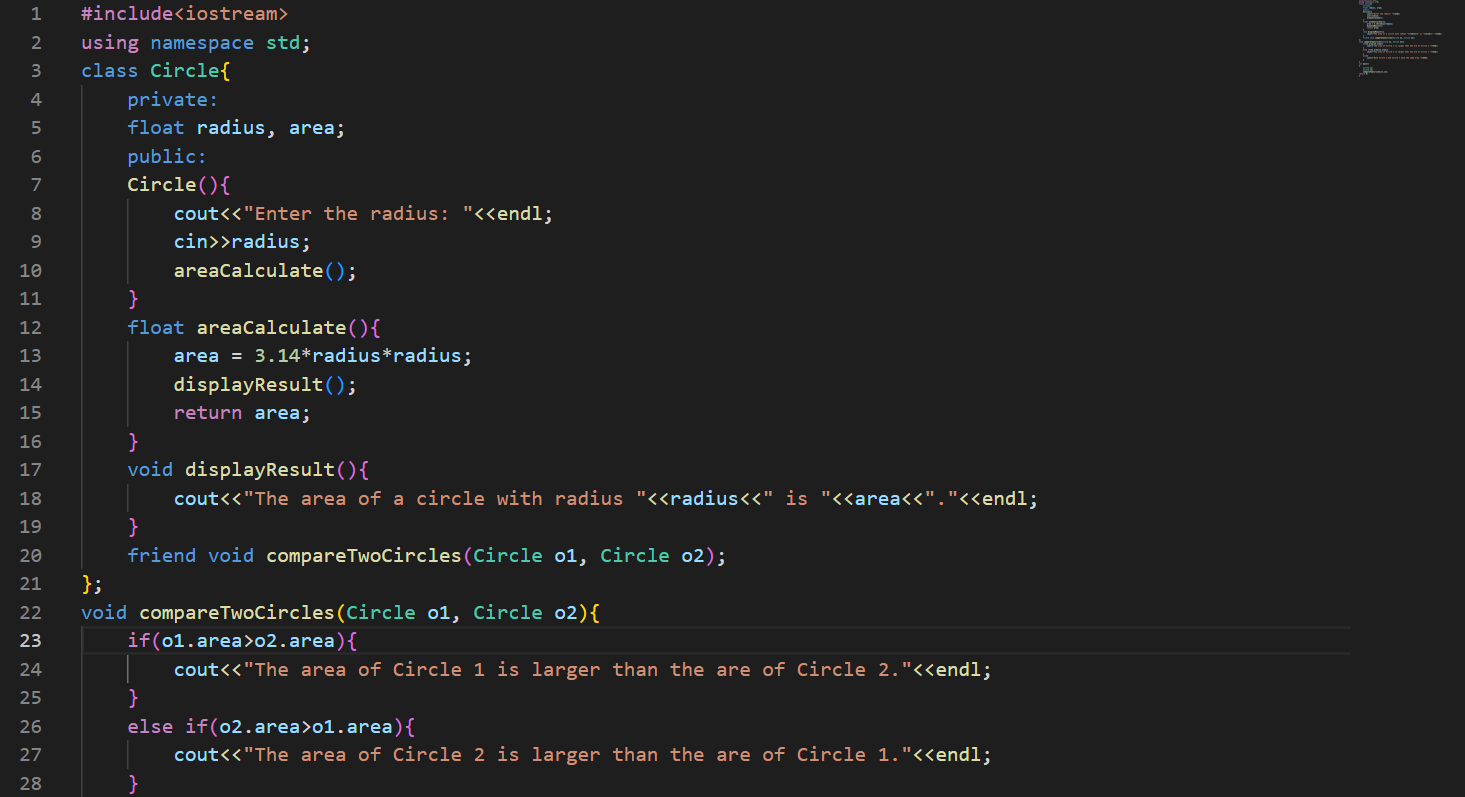 1 #include<iostream>
2 using namespace std;
3 class Circle{
4     private:
5     float radius, area;
6     public:
7     Circle(){
8         cout<<"Enter the radius: "<<endl;
9         cin>>radius;
10         areaCalculate();
11     }
12     float areaCalculate(){
13         area = 3.14*radius*radius;
14         displayResult();
15         return area;
16     }
17     void displayResult(){
18         cout<<"The area of a circle with radius "<<radius<<" is "<<area<<"."<<endl;
19     }
20     friend void compareTwoCircles(Circle o1, Circle o2);
21 };
22 void compareTwoCircles(Circle o1, Circle o2){
23     if(o1.area>o2.area){
24         cout<<"The area of Circle 1 is larger than the are of Circle 2."<<endl;
25     }
26     else if(o2.area>o1.area){
27         cout<<"The area of Circle 2 is larger than the are of Circle 1."<<endl;
28     }